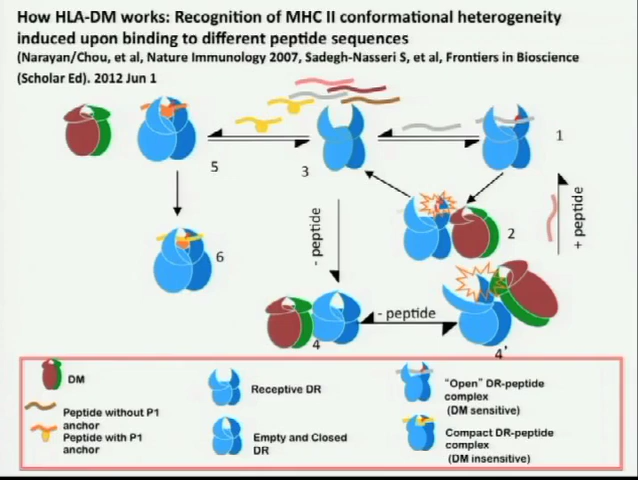 How HLA-DM works: Recognition of MHC II conformational heterogeneity
induced upon binding to different peptide sequences
(Narayan/Chou, et al, Nature Immunology 2007, Sadegh-Nasseri S, et al, Frontiers in Bioscience
(Scholar Ed). 2012 Jun 1
1
5
3
+ peptide
2
- peptide
6
- peptide
4
4'
DM
Peptide without P1
anchor
Peptide with P1
anchor
Receptive DR
Empty and Closed
DR
"Open" DR-peptide
complex
(DM sensitive)
Compact DR-peptide
complex
(DM insensitive)